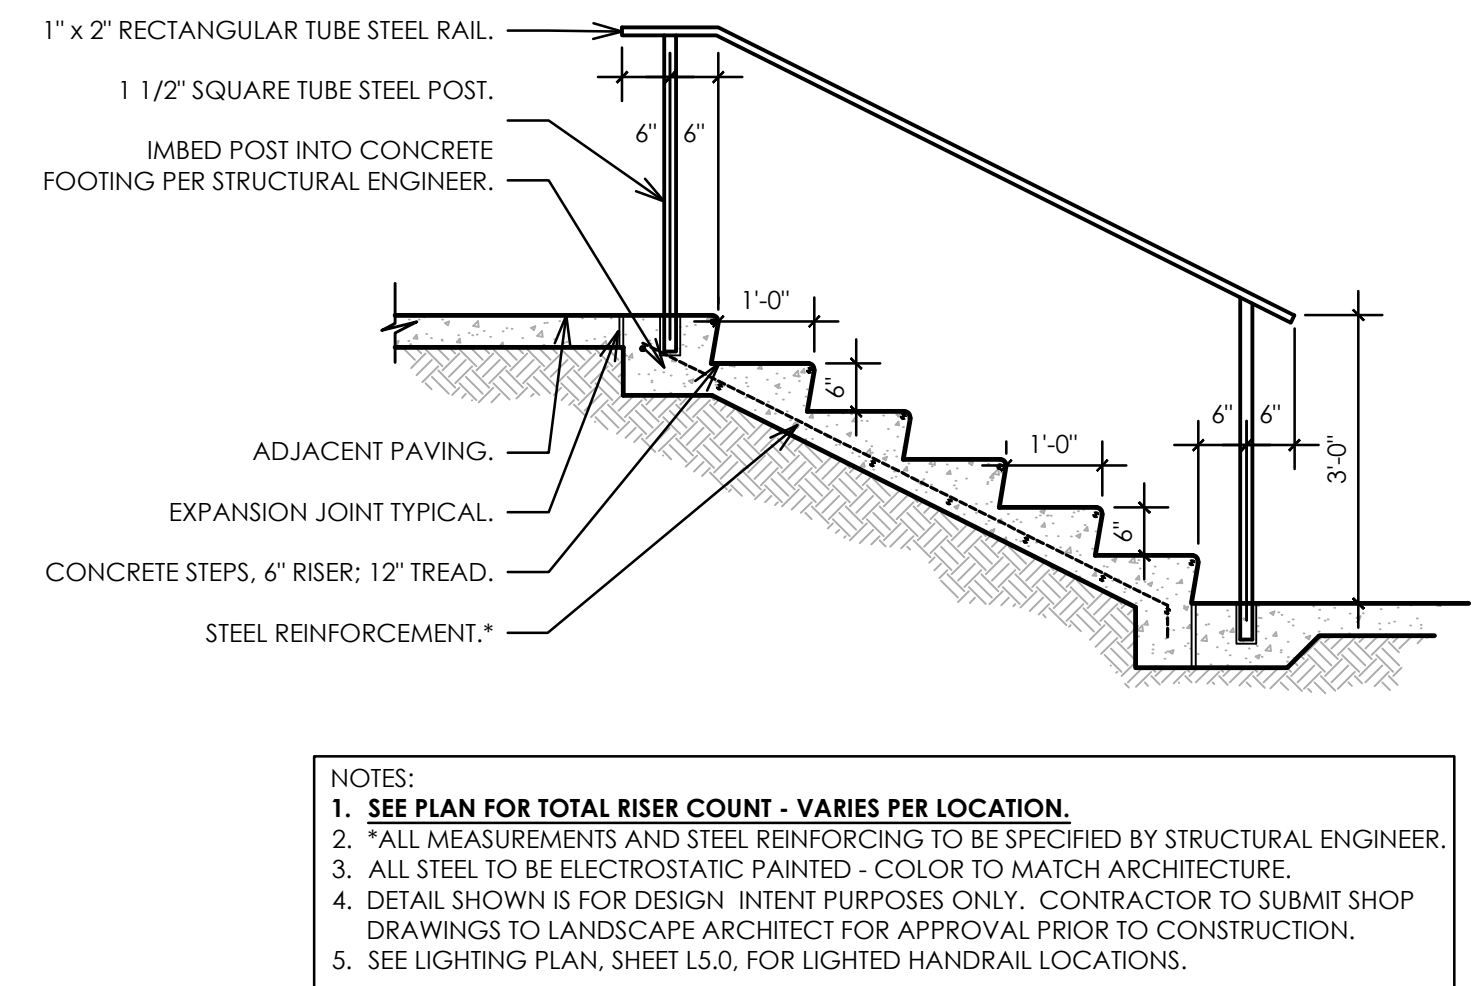 1" x 2" RECTANGULAR TUBE STEEL RAIL.
1 1/2" SQUARE TUBE STEEL POST.
IMBED POST INTO CONCRETE
FOOTING PER STRUCTURAL ENGINEER.
6" 6"
1'-0"
6"
ADJACENT PAVING.
EXPANSION JOINT TYPICAL.
CONCRETE STEPS, 6" RISER; 12" TREAD.
STEEL REINFORCEMENT.*
1'-0"
6"
6" 6"
3'-0"
NOTES:
1. SEE PLAN FOR TOTAL RISER COUNT - VARIES PER LOCATION.
2. *ALL MEASUREMENTS AND STEEL REINFORCING TO BE SPECIFIED BY STRUCTURAL ENGINEER.
3. ALL STEEL TO BE ELECTROSTATIC PAINTED - COLOR TO MATCH ARCHITECTURE.
4. DETAIL SHOWN IS FOR DESIGN INTENT PURPOSES ONLY. CONTRACTOR TO SUBMIT SHOP
DRAWINGS TO LANDSCAPE ARCHITECT FOR APPROVAL PRIOR TO CONSTRUCTION.
5. SEE LIGHTING PLAN, SHEET L5.0, FOR LIGHTED HANDRAIL LOCATIONS.